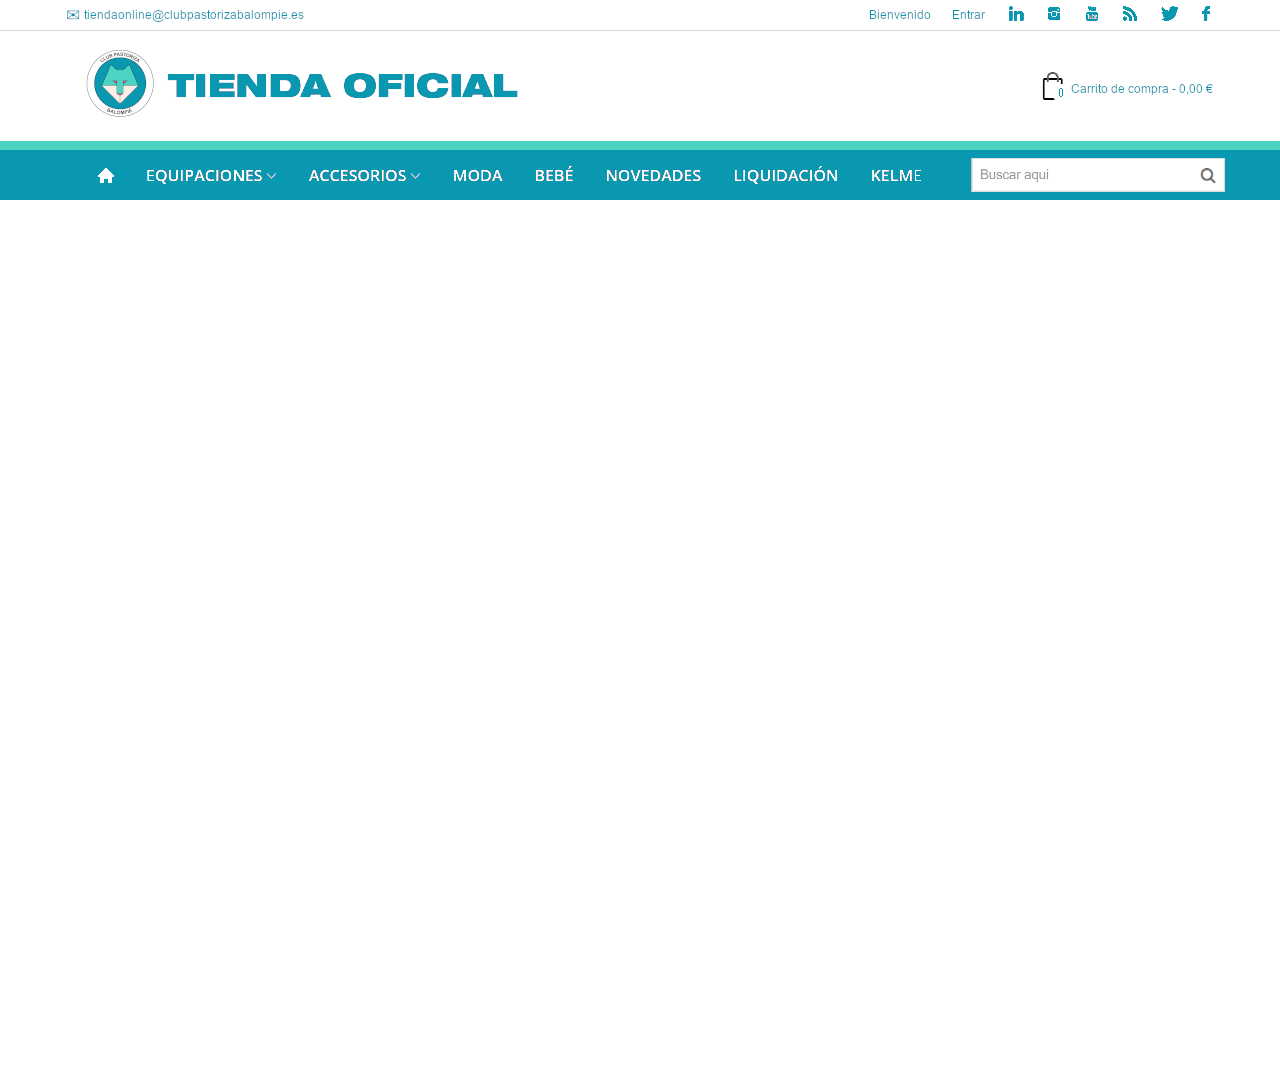 tiendaonline@clubpastorizabalompie.es
Bienvenido
Entrar
CLUB PASTORIZA
BALOMPIE
TIENDA OFICIAL
0
Carrito de compra - 0,00 €
EQUIPACIONES
ACCESORIOS
MODA
BEBÉ
NOVEDADES
LIQUIDACIÓN
KELME
Buscar aqui